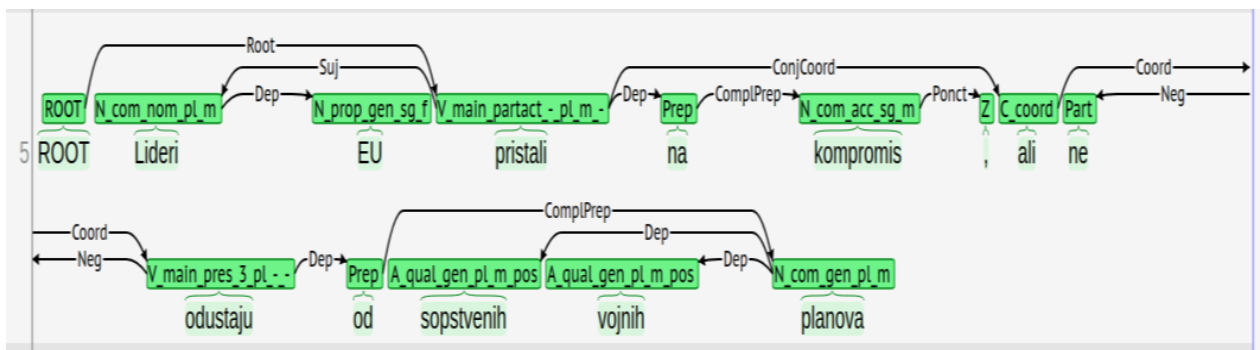 Root
Suj ConjCoord Coord
Dep Dep ComplPrep Ponct Neg
ROOT N_com_nom_pl_m N_prop_gen_sg_f V_main_partact_-_pl_m_- Prep N_com_acc_sg_m Z C_coord Part
5 ROOT Lideri EU pristali na kompromis , ali ne
ComplPrep
Coord Dep
Neg Dep Dep
V_main_pres_3_pl_-_- Prep A_qual_gen_pl_m_pos A_qual_gen_pl_m_pos N_com_gen_pl_m
odustaju od sopstvenih vojnih planova